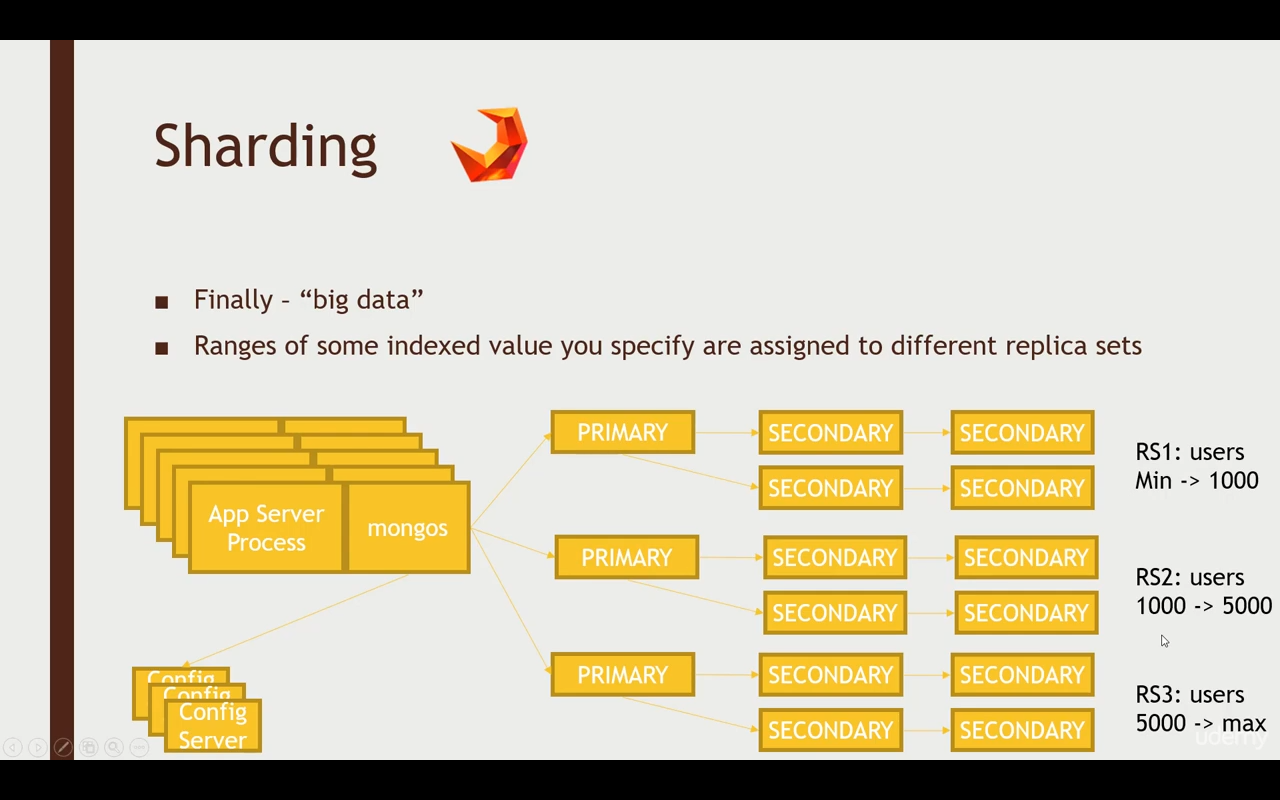 Sharding
■ Finally – “big data”
■ Ranges of some indexed value you specify are assigned to different replica sets
App Server
Process
mongos
Config
Config
Config
Server
PRIMARY
SECONDARY
SECONDARY
SECONDARY
SECONDARY
RS1: users
Min -> 1000
PRIMARY
SECONDARY
SECONDARY
SECONDARY
SECONDARY
RS2: users
1000 -> 5000
PRIMARY
SECONDARY
SECONDARY
SECONDARY
SECONDARY
RS3: users
5000 -> max
udemy